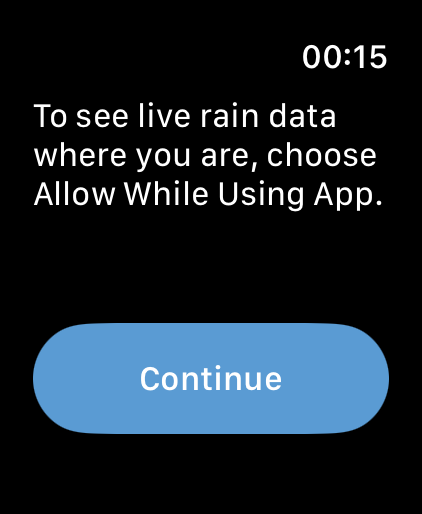 00:15
To see live rain data
where you are, choose
Allow While Using App.
Continue